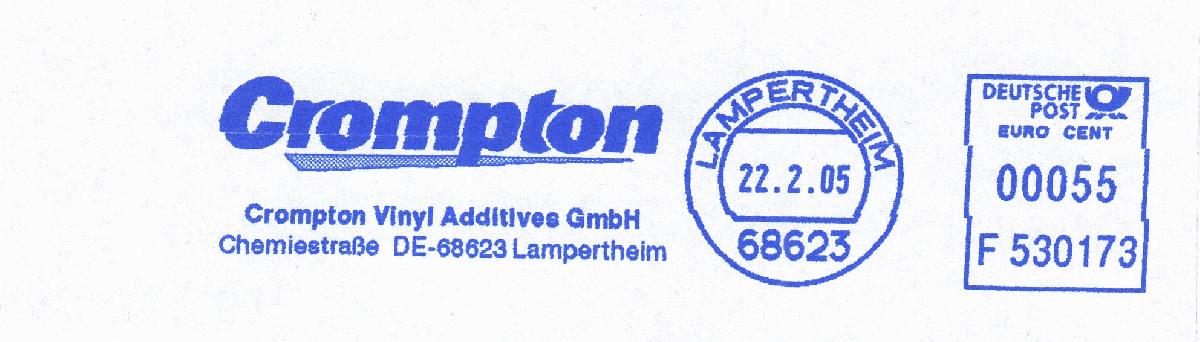 Crompton
Crompton Vinyl Additives GmbH
Chemiestraße DE-68623 Lampertheim
LAMPERTHEIM
22.2.05
68623
DEUTSCHE
POST
EURO CENT
00055
F 530173